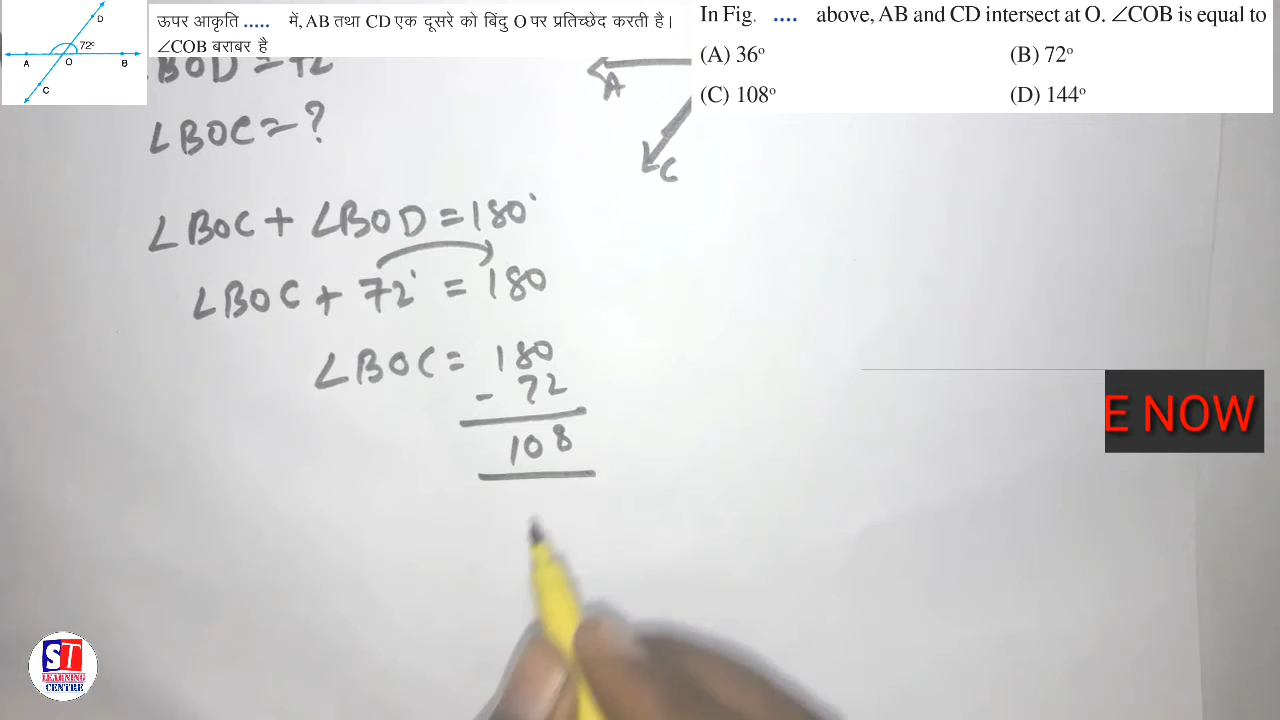 D
72°
A
O
B
C
ऊपर आकृति ..... में, AB तथा CD एक दूसरे को बिंदु O पर प्रतिच्छेद करती है।
∠COB बराबर है
In Fig. .... above, AB and CD intersect at O. ∠COB is equal to
(A) 36° (B) 72°
(C) 108° (D) 144°
A
C
∠BOC = ?
∠BOC + ∠BOD = 180°
∠BOC + 72° = 180
∠BOC = 180
- 72
108
E NOW
ST
LEARNING
CENTRE